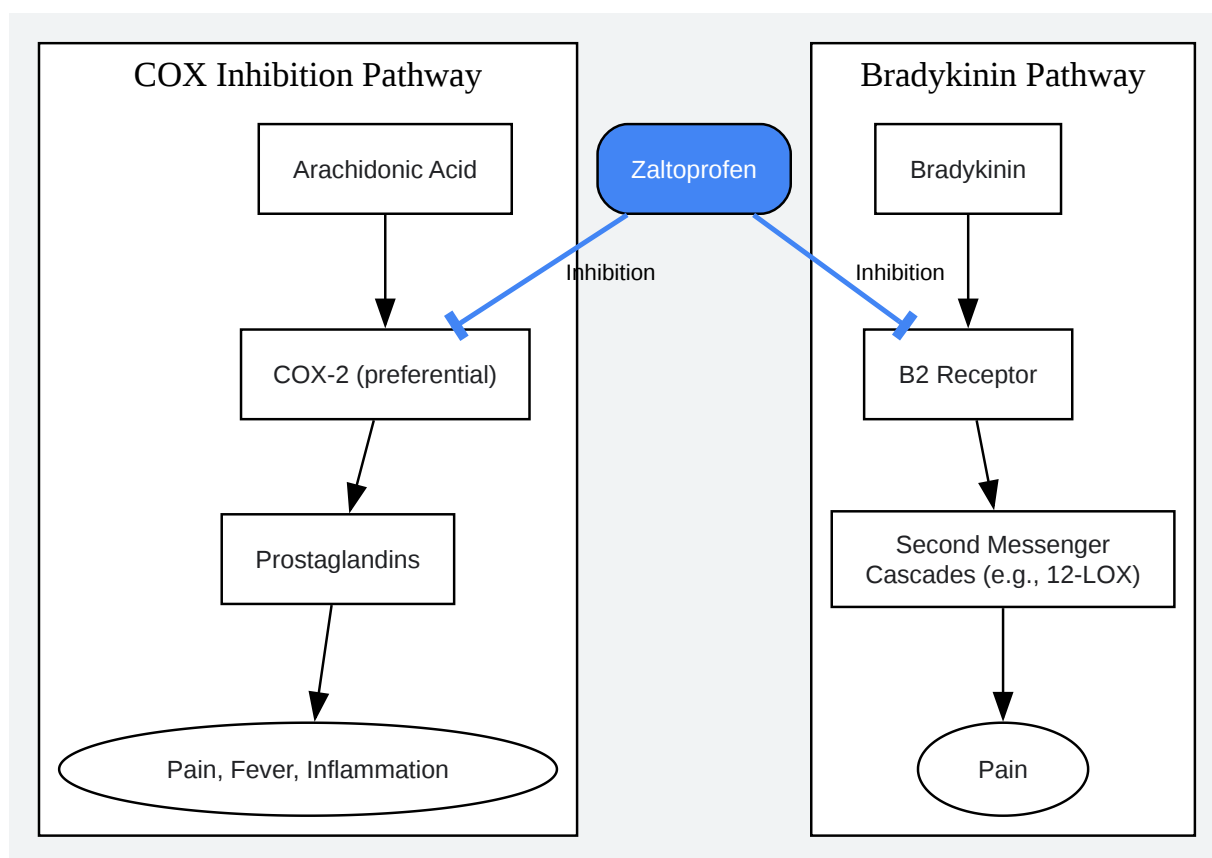 COX Inhibition Pathway
Bradykinin Pathway
Arachidonic Acid
Zaltoprofen
Bradykinin
Inhibition
Inhibition
COX-2 (preferential)
B2 Receptor
Prostaglandins
Second Messenger
Cascades (e.g., 12-LOX)
Pain, Fever, Inflammation
Pain